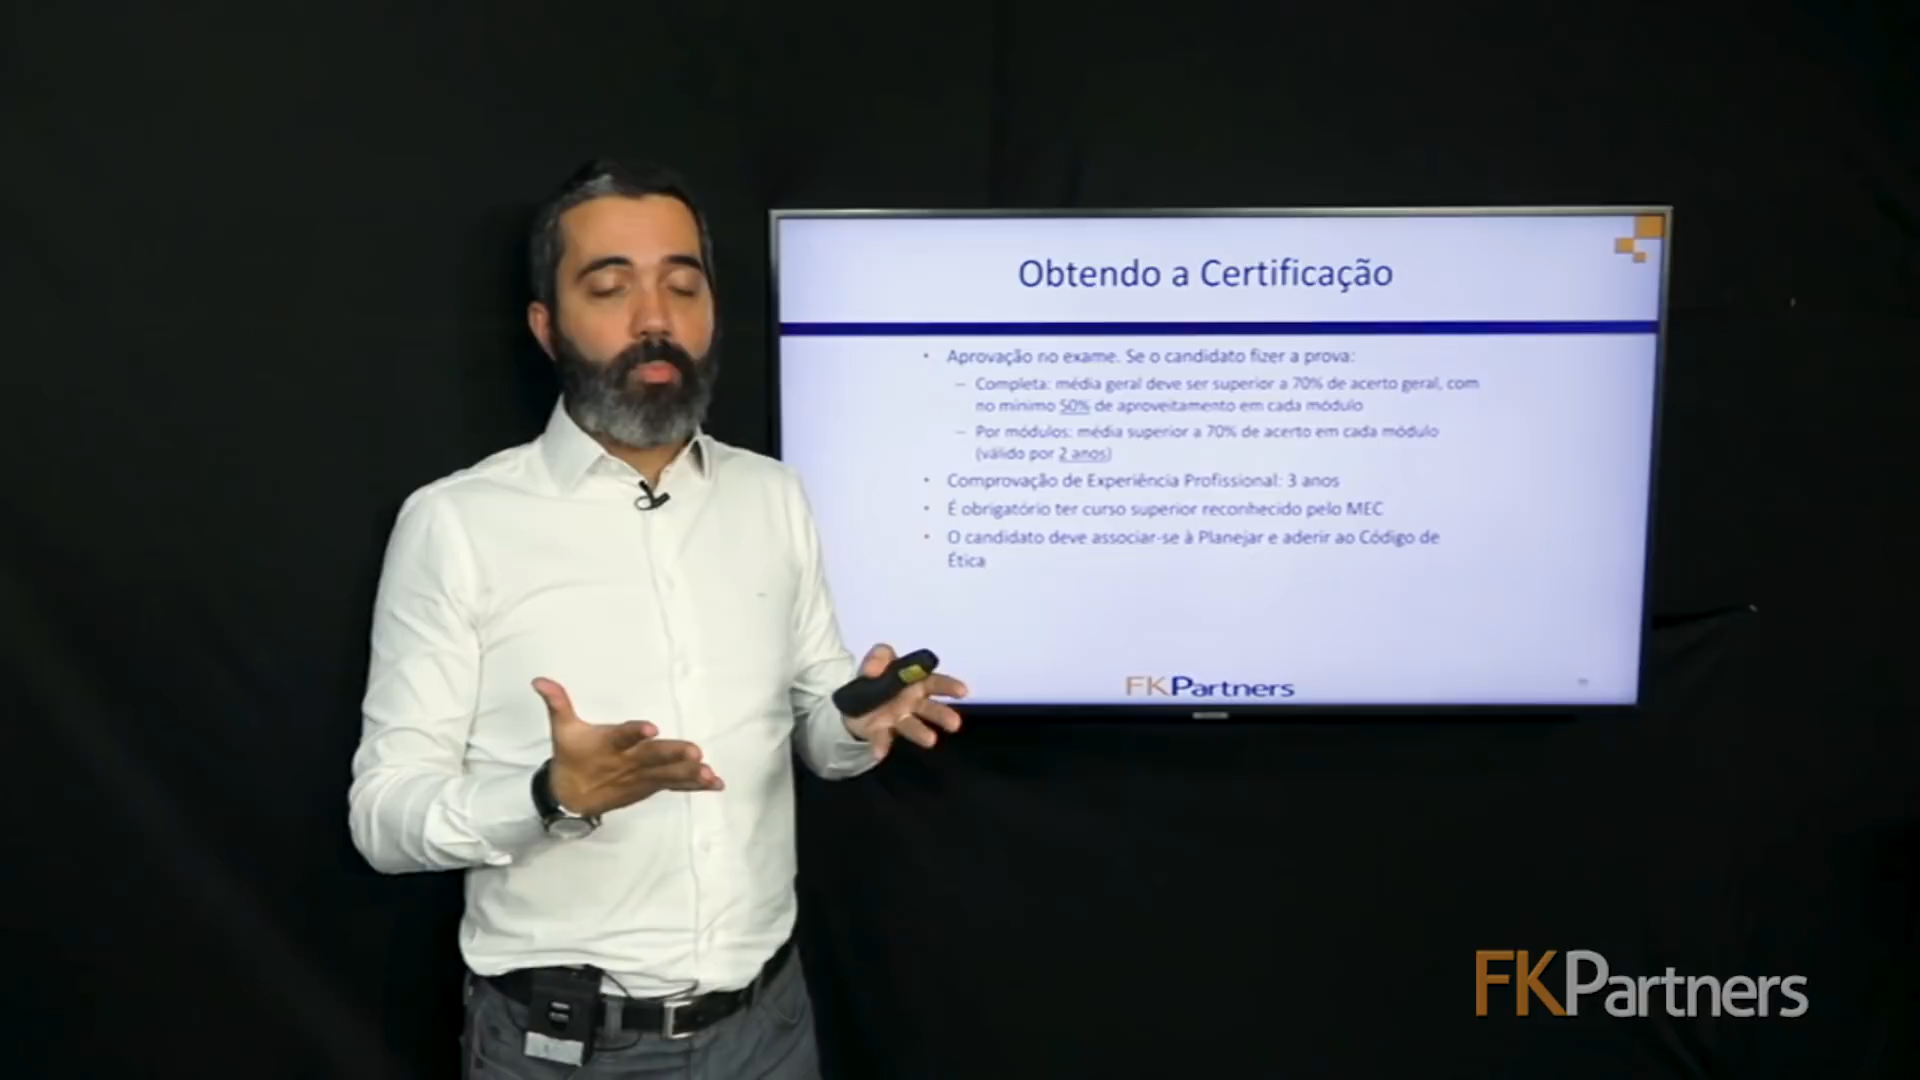 Obtendo a Certificação
• Aprovação no exame. Se o candidato fizer a prova:
– Completa: média geral deve ser superior a 70% de acerto geral, com
no mínimo 50% de aproveitamento em cada módulo
– Por módulos: média superior a 70% de acerto em cada módulo
(válido por 2 anos)
• Comprovação de Experiência Profissional: 3 anos
• É obrigatório ter curso superior reconhecido pelo MEC
• O candidato deve associar-se à Planejar e aderir ao Código de
Ética
FKPartners
FKPartners